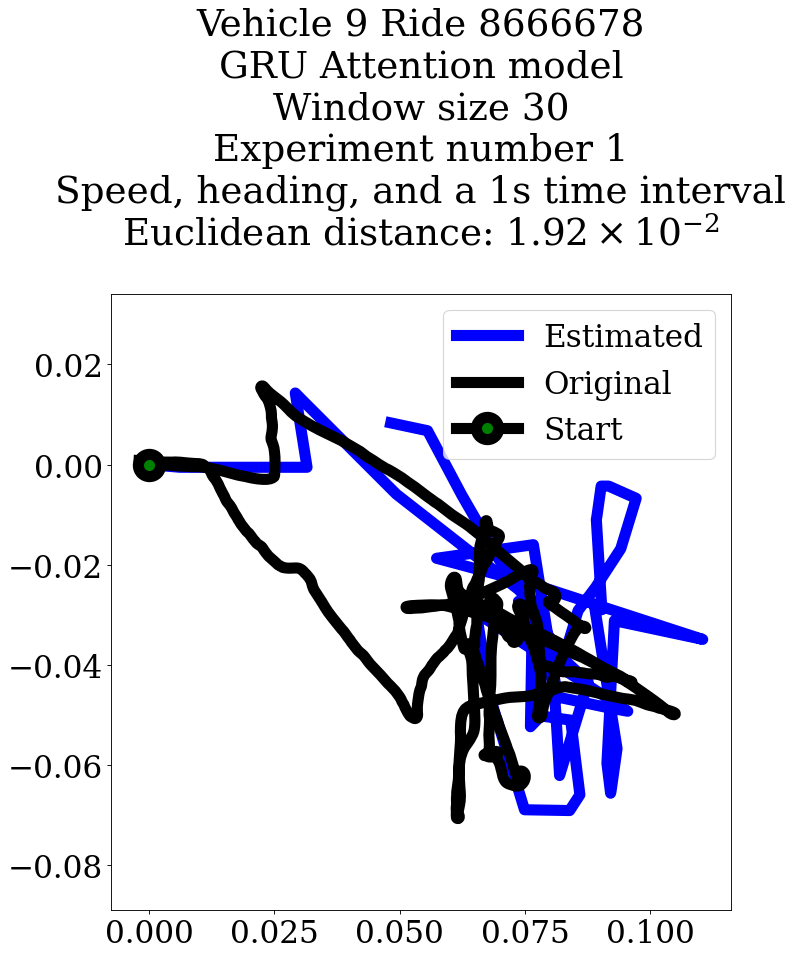 Vehicle 9 Ride 8666678
GRU Attention model
Window size 30
Experiment number 1
Speed, heading, and a 1s time interval
Euclidean distance: 1.92 × 10⁻²
Estimated
Original
Start
0.02
0.00
−0.02
−0.04
−0.06
−0.08
0.000 0.025 0.050 0.075 0.100